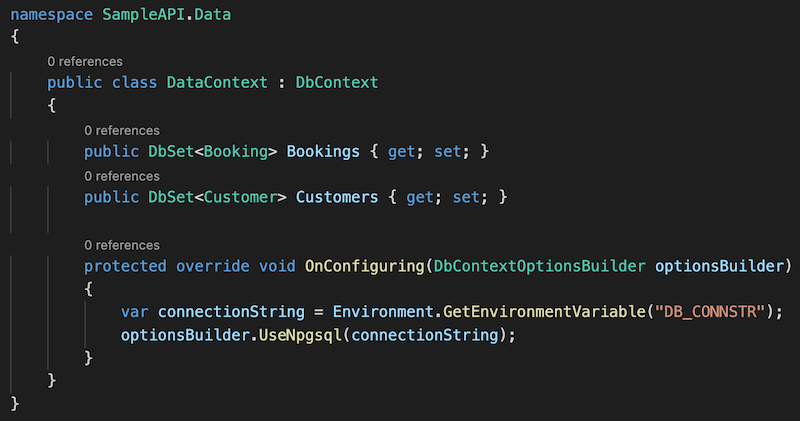 namespace SampleAPI.Data
{
0 references
public class DataContext : DbContext
{
0 references
public DbSet<Booking> Bookings { get; set; }
0 references
public DbSet<Customer> Customers { get; set; }
0 references
protected override void OnConfiguring(DbContextOptionsBuilder optionsBuilder)
{
var connectionString = Environment.GetEnvironmentVariable("DB_CONNSTR");
optionsBuilder.UseNpgsql(connectionString);
}
}
}